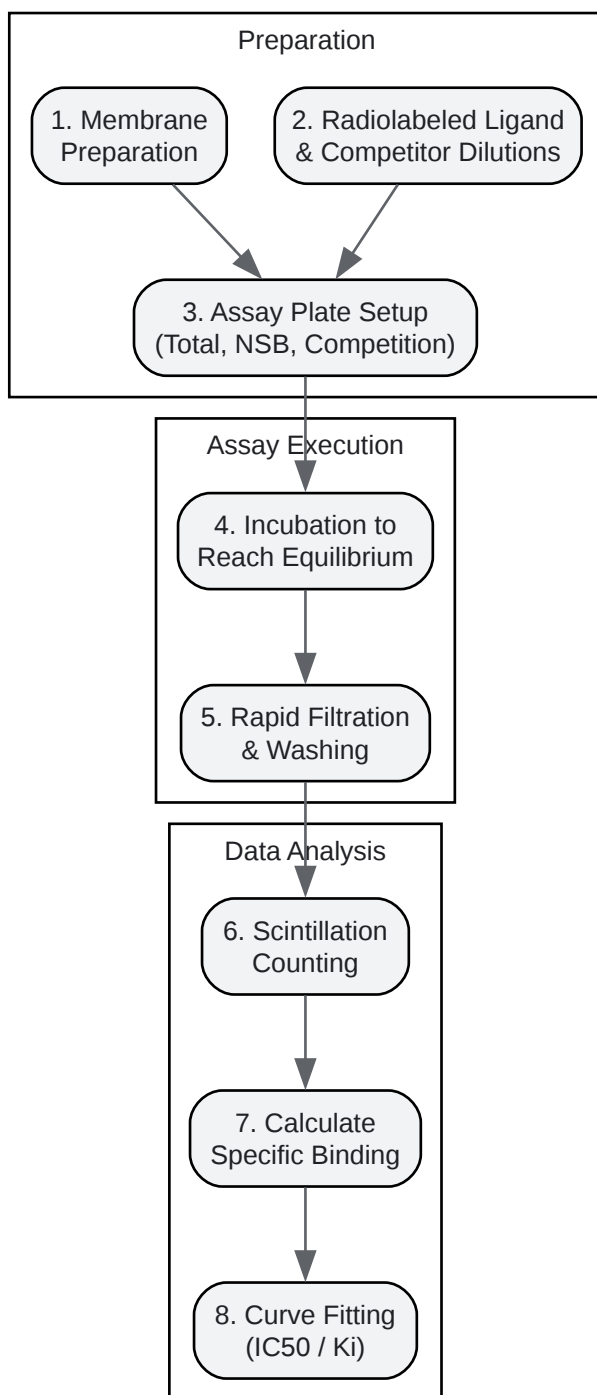 Preparation
1. Membrane
Preparation
2. Radiolabeled Ligand
& Competitor Dilutions
3. Assay Plate Setup
(Total, NSB, Competition)
Assay Execution
4. Incubation to
Reach Equilibrium
5. Rapid Filtration
& Washing
Data Analysis
6. Scintillation
Counting
7. Calculate
Specific Binding
8. Curve Fitting
(IC50 / Ki)